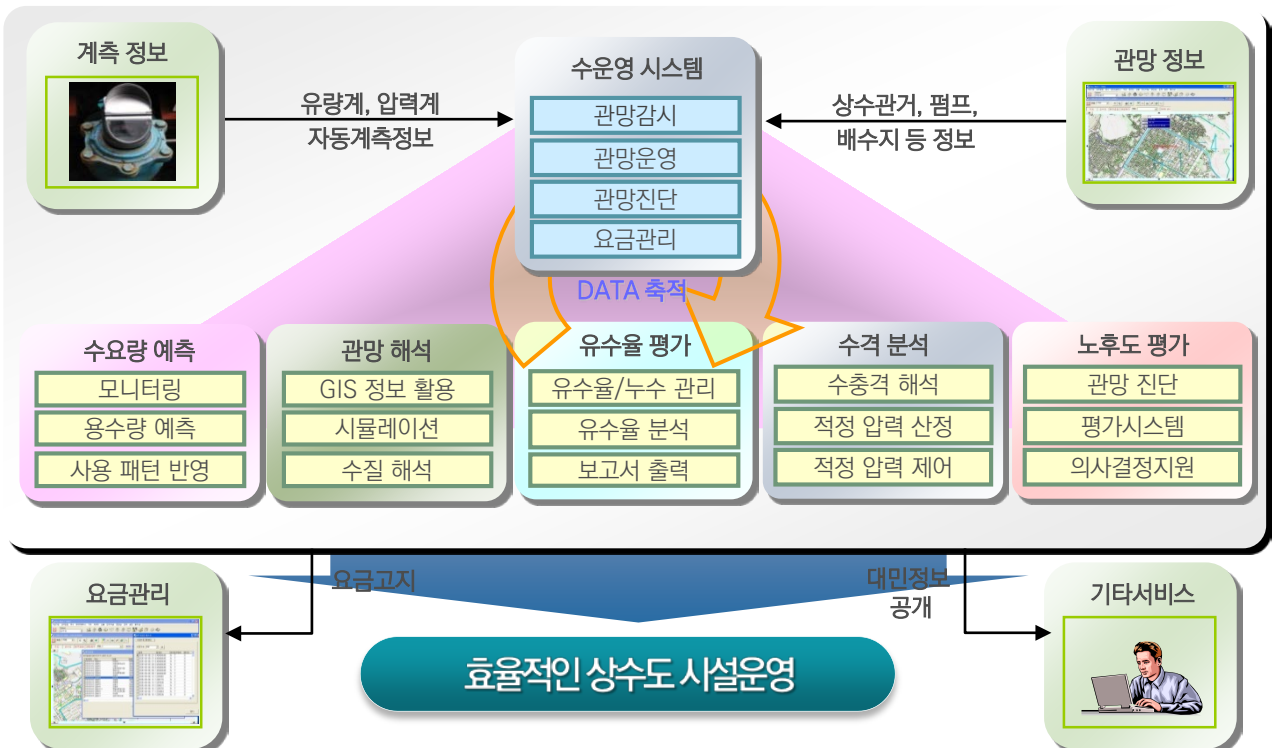 계측 정보
유량계, 압력계
자동계측정보
수운영 시스템
관망감시
관망운영
관망진단
요금관리
상수관거, 펌프,
배수지 등 정보
관망 정보
DATA 축적
수요량 예측
모니터링
용수량 예측
사용 패턴 반영
관망 해석
GIS 정보 활용
시뮬레이션
수질 해석
유수율 평가
유수율/누수 관리
유수율 분석
보고서 출력
수격 분석
수충격 해석
적정 압력 산정
적정 압력 제어
노후도 평가
관망 진단
평가시스템
의사결정지원
요금관리
요금고지
대민정보
공개
기타서비스
효율적인 상수도 시설운영